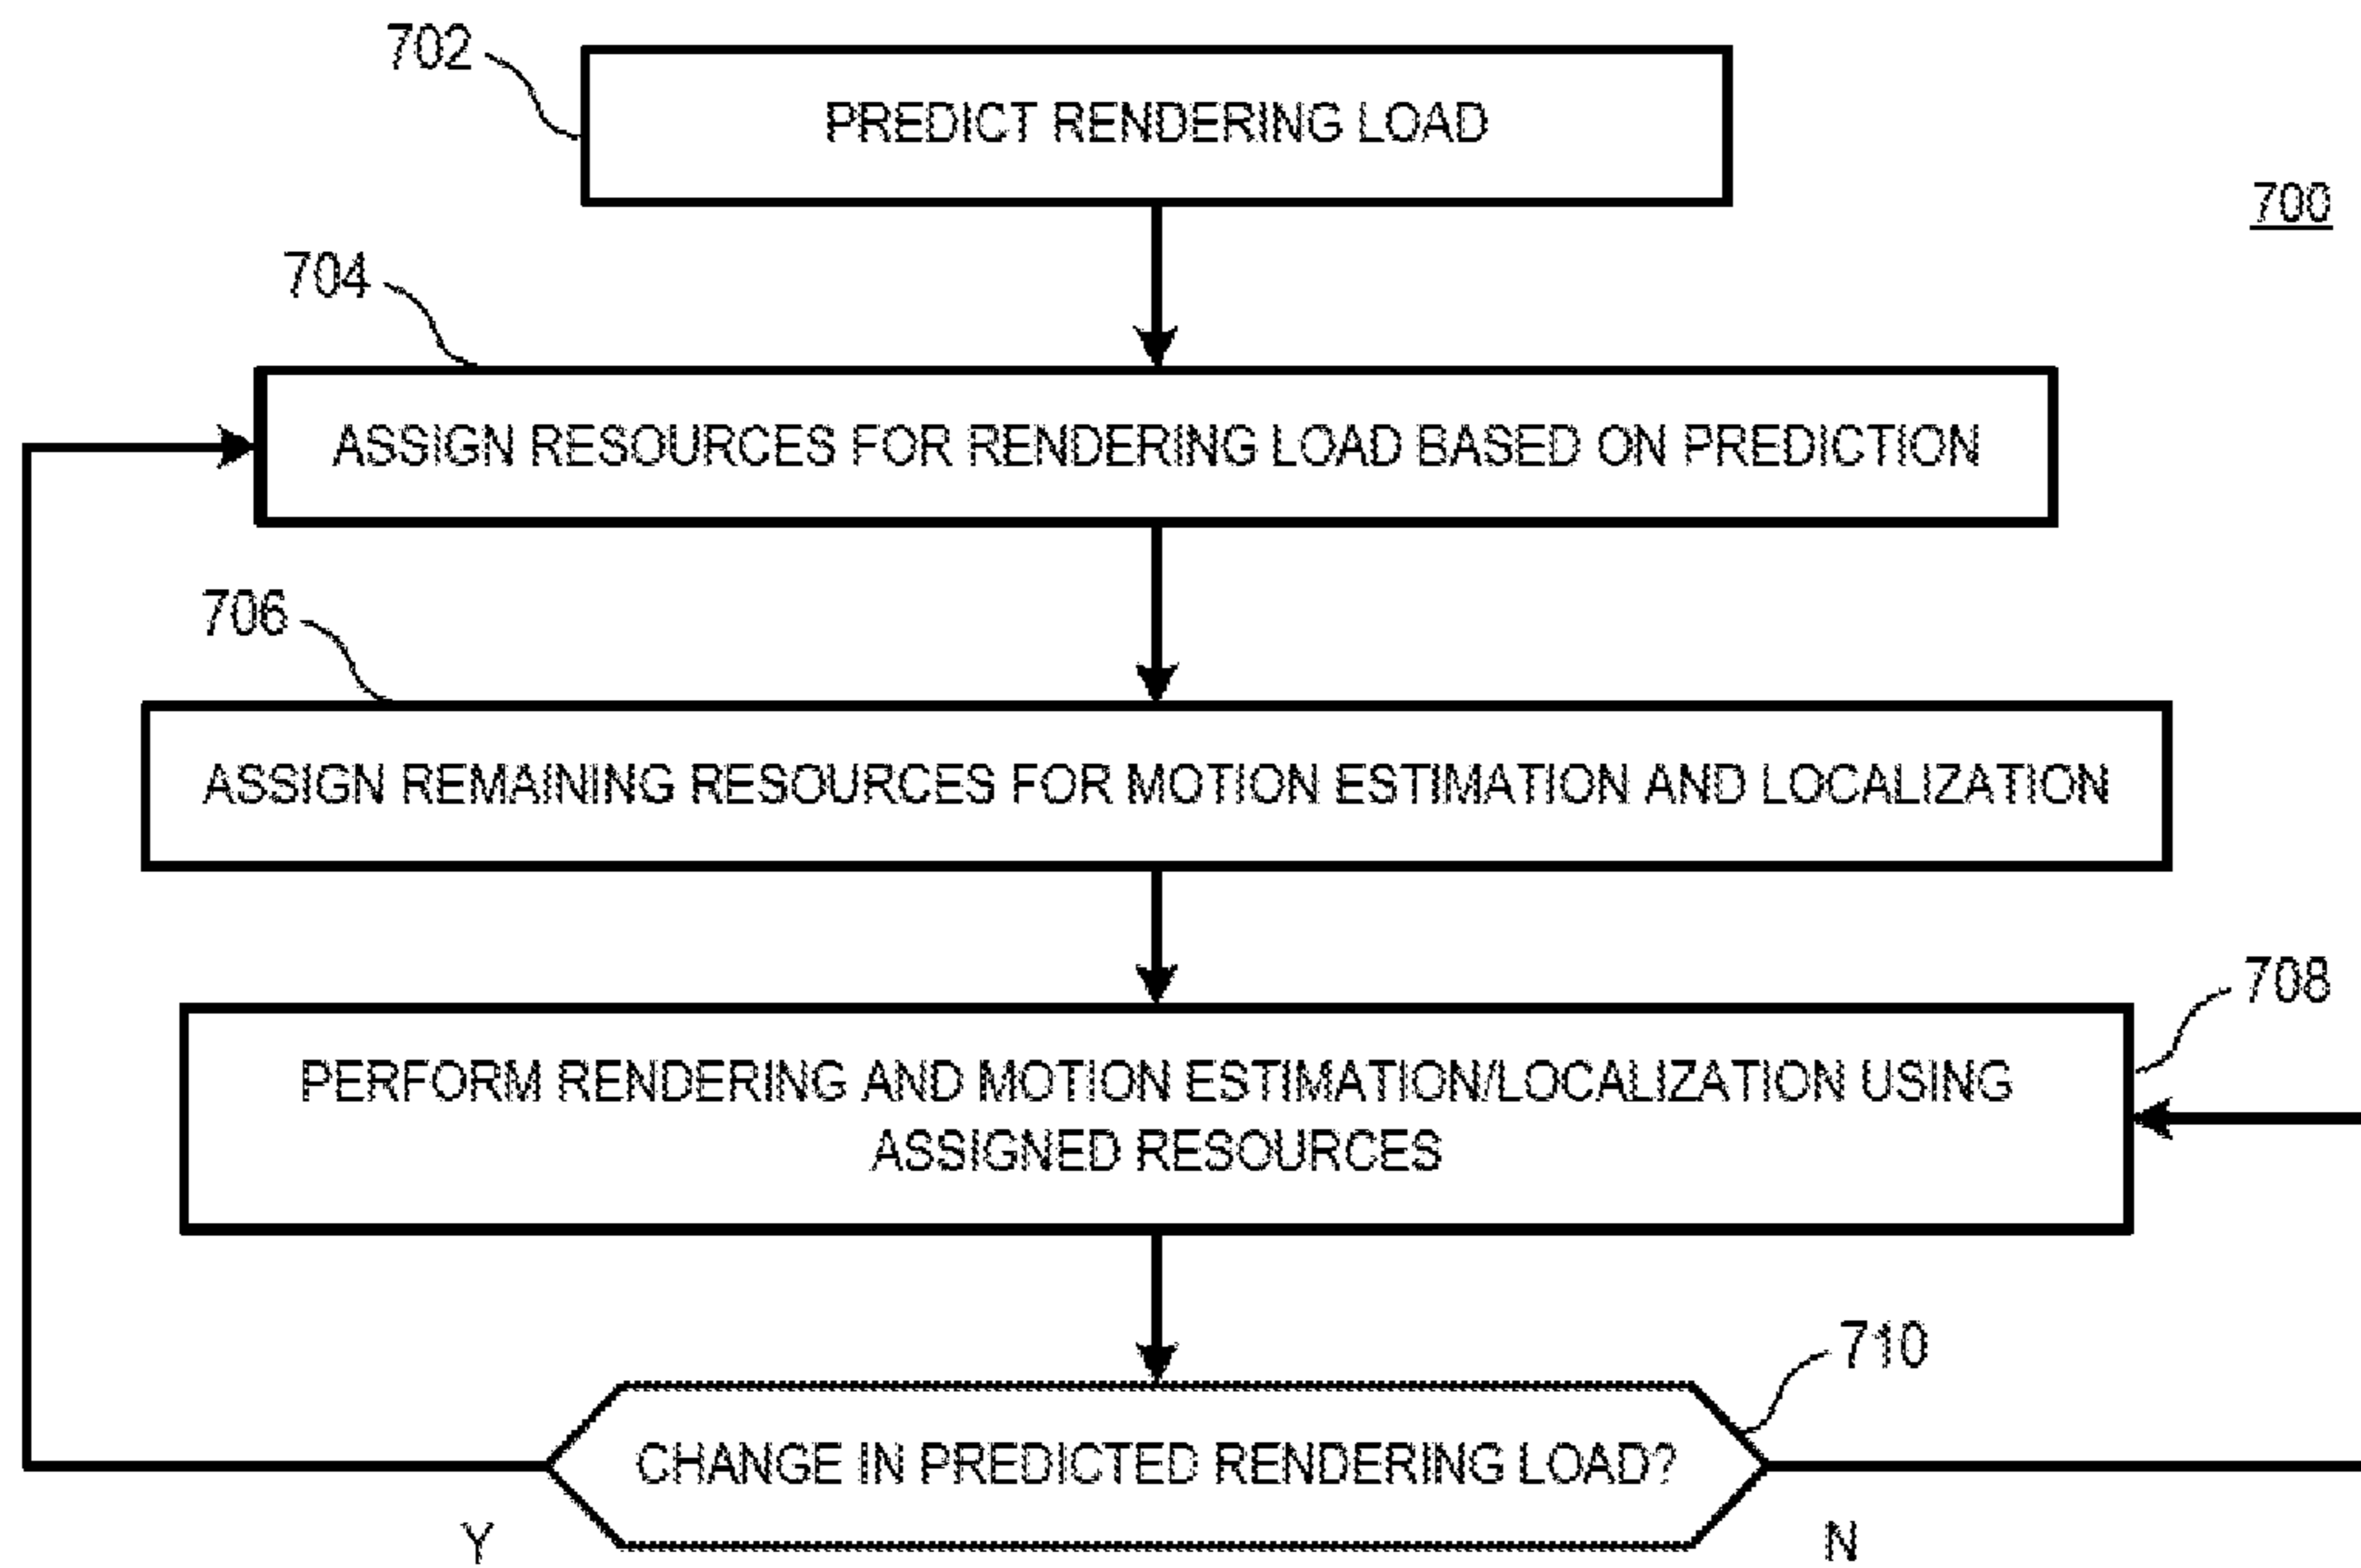 702
PREDICT RENDERING LOAD
700
704
ASSIGN RESOURCES FOR RENDERING LOAD BASED ON PREDICTION
706
ASSIGN REMAINING RESOURCES FOR MOTION ESTIMATION AND LOCALIZATION
708
PERFORM RENDERING AND MOTION ESTIMATION/LOCALIZATION USING
ASSIGNED RESOURCES
710
CHANGE IN PREDICTED RENDERING LOAD?
Y
N